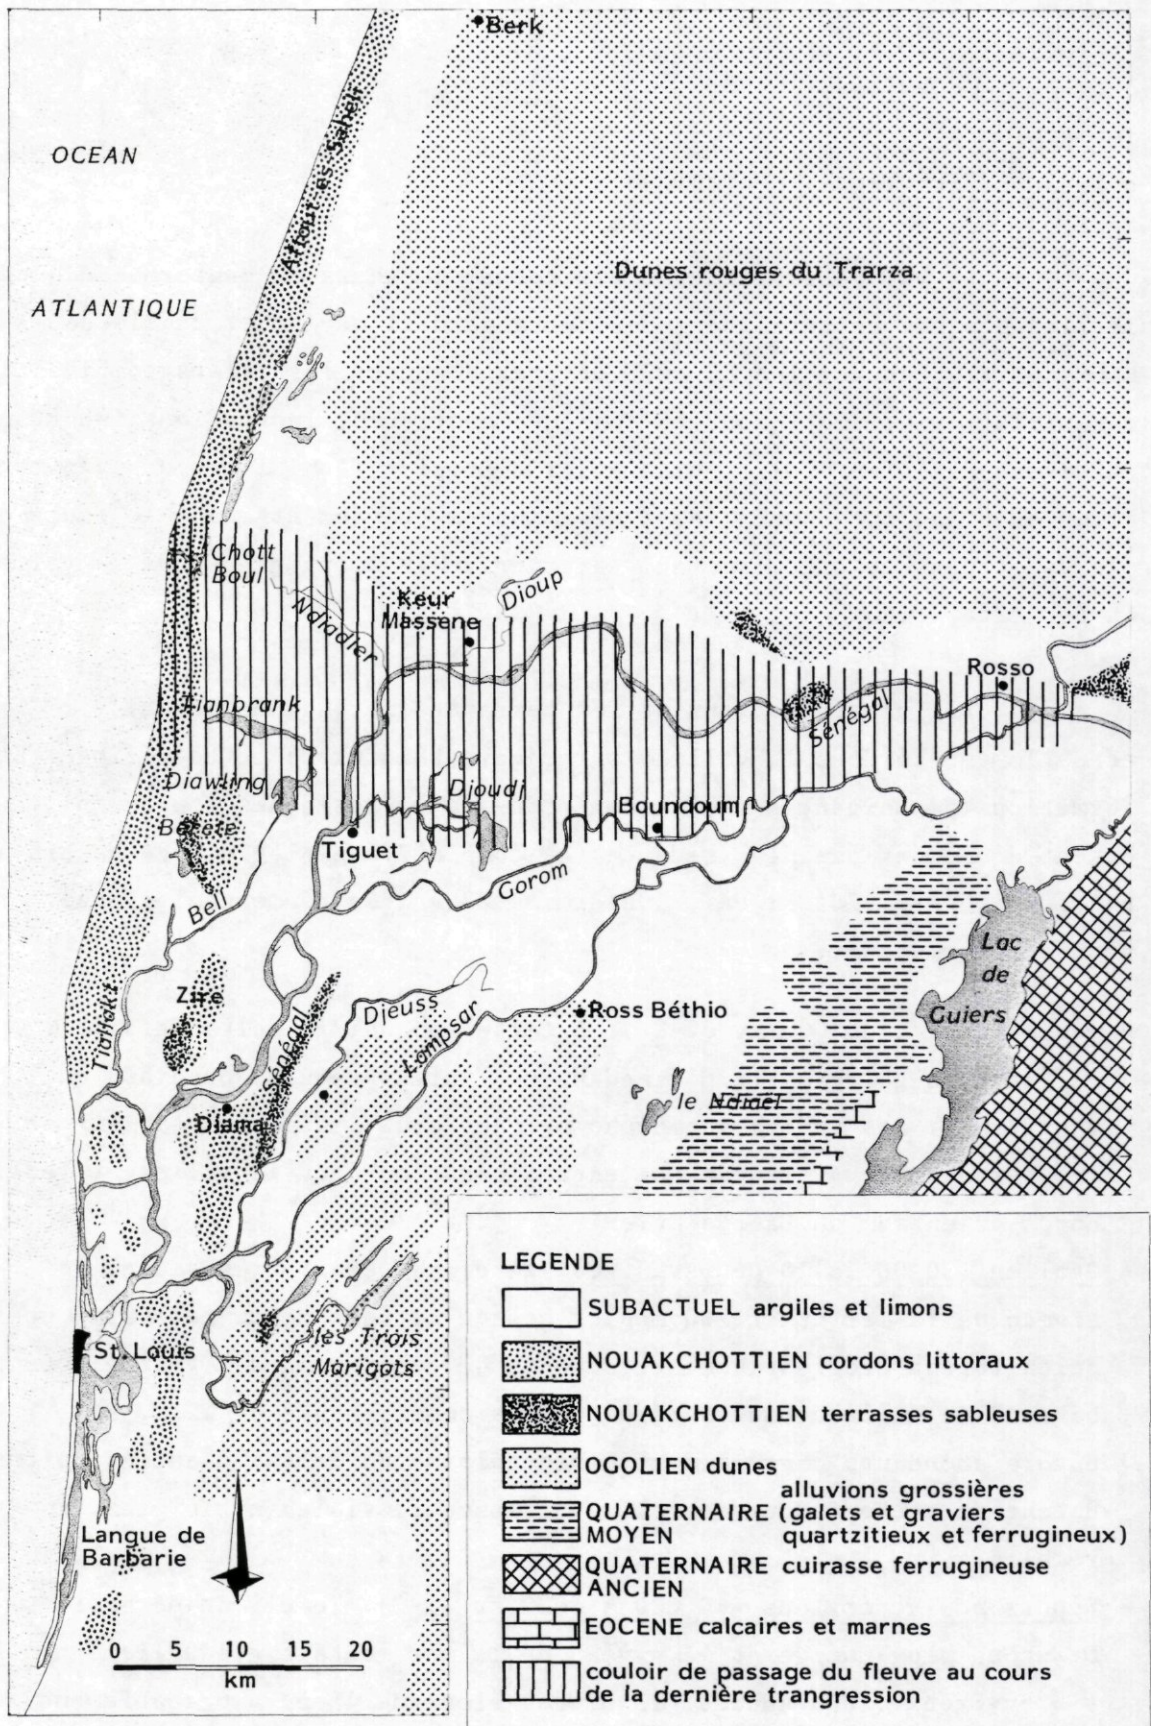 Berk
OCEAN
ATLANTIQUE
Aftout es Saheli
Dunes rouges du Trarza
Chott
Boul
Ndiadler
Keur
Massene
Dioup
Rosso
Sénégal
Tianbrank
Diawling
Djoudj
Boundoum
Berete
Tiguet
Bell
Gorom
Lac
de
Guiers
Zire
Tiallakt
Djeuss
Lampsar
Ross Béthio
Sénégal
le Ndiael
Diama
les Trois
Marigots
St. Louis
Langue de
Barbarie
0 5 10 15 20
km
LEGENDE
SUBACTUEL argiles et limons
NOUAKCHOTTIEN cordons littoraux
NOUAKCHOTTIEN terrasses sableuses
OGOLIEN dunes
alluvions grossières
QUATERNAIRE (galets et graviers
MOYEN quartzitieux et ferrugineux)
QUATERNAIRE cuirasse ferrugineuse
ANCIEN
EOCENE calcaires et marnes
couloir de passage du fleuve au cours
de la dernière trangression